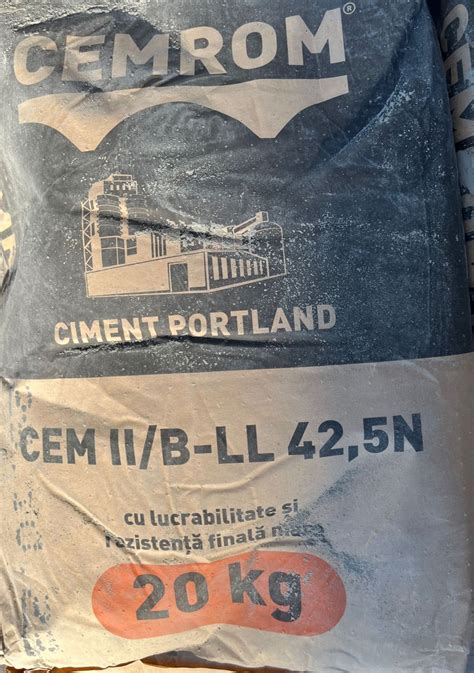 CEMROM®
CIMENT PORTLAND
CEM II/B-LL 42,5N
cu lucrabilitate și
rezistență finală
20 kg